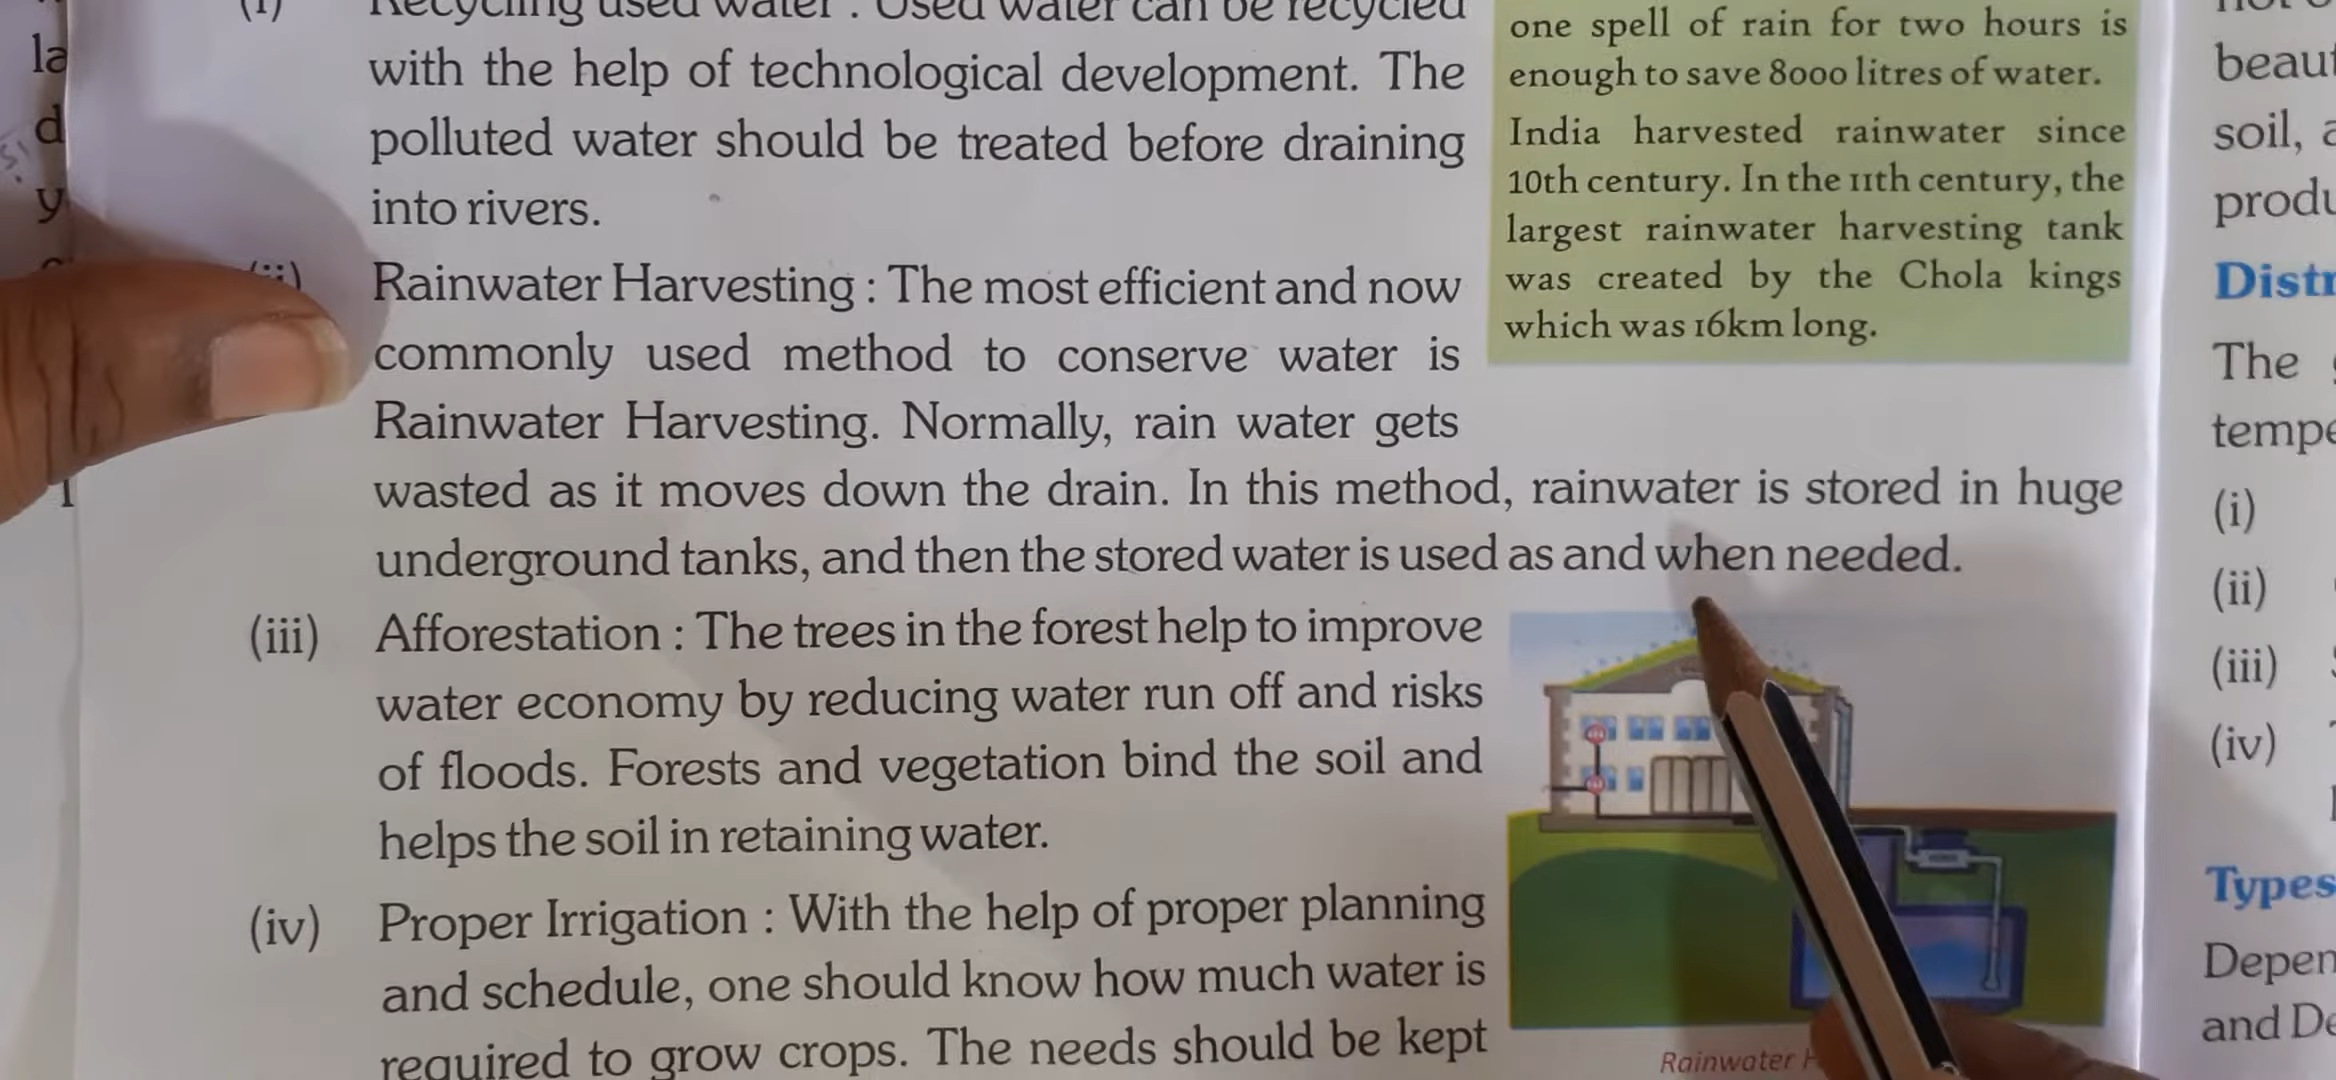 (i) Recycling used water : Used water can be recycled
with the help of technological development. The
polluted water should be treated before draining
into rivers.
(ii) Rainwater Harvesting : The most efficient and now
commonly used method to conserve water is
Rainwater Harvesting. Normally, rain water gets
wasted as it moves down the drain. In this method, rainwater is stored in huge
underground tanks, and then the stored water is used as and when needed.
(iii) Afforestation : The trees in the forest help to improve
water economy by reducing water run off and risks
of floods. Forests and vegetation bind the soil and
helps the soil in retaining water.
(iv) Proper Irrigation : With the help of proper planning
and schedule, one should know how much water is
required to grow crops. The needs should be kept
one spell of rain for two hours is
enough to save 8000 litres of water.
India harvested rainwater since
10th century. In the 11th century, the
largest rainwater harvesting tank
was created by the Chola kings
which was 16km long.
Rainwater
soil,
The
(i)
(ii)
(iii)
(iv)
Types
and